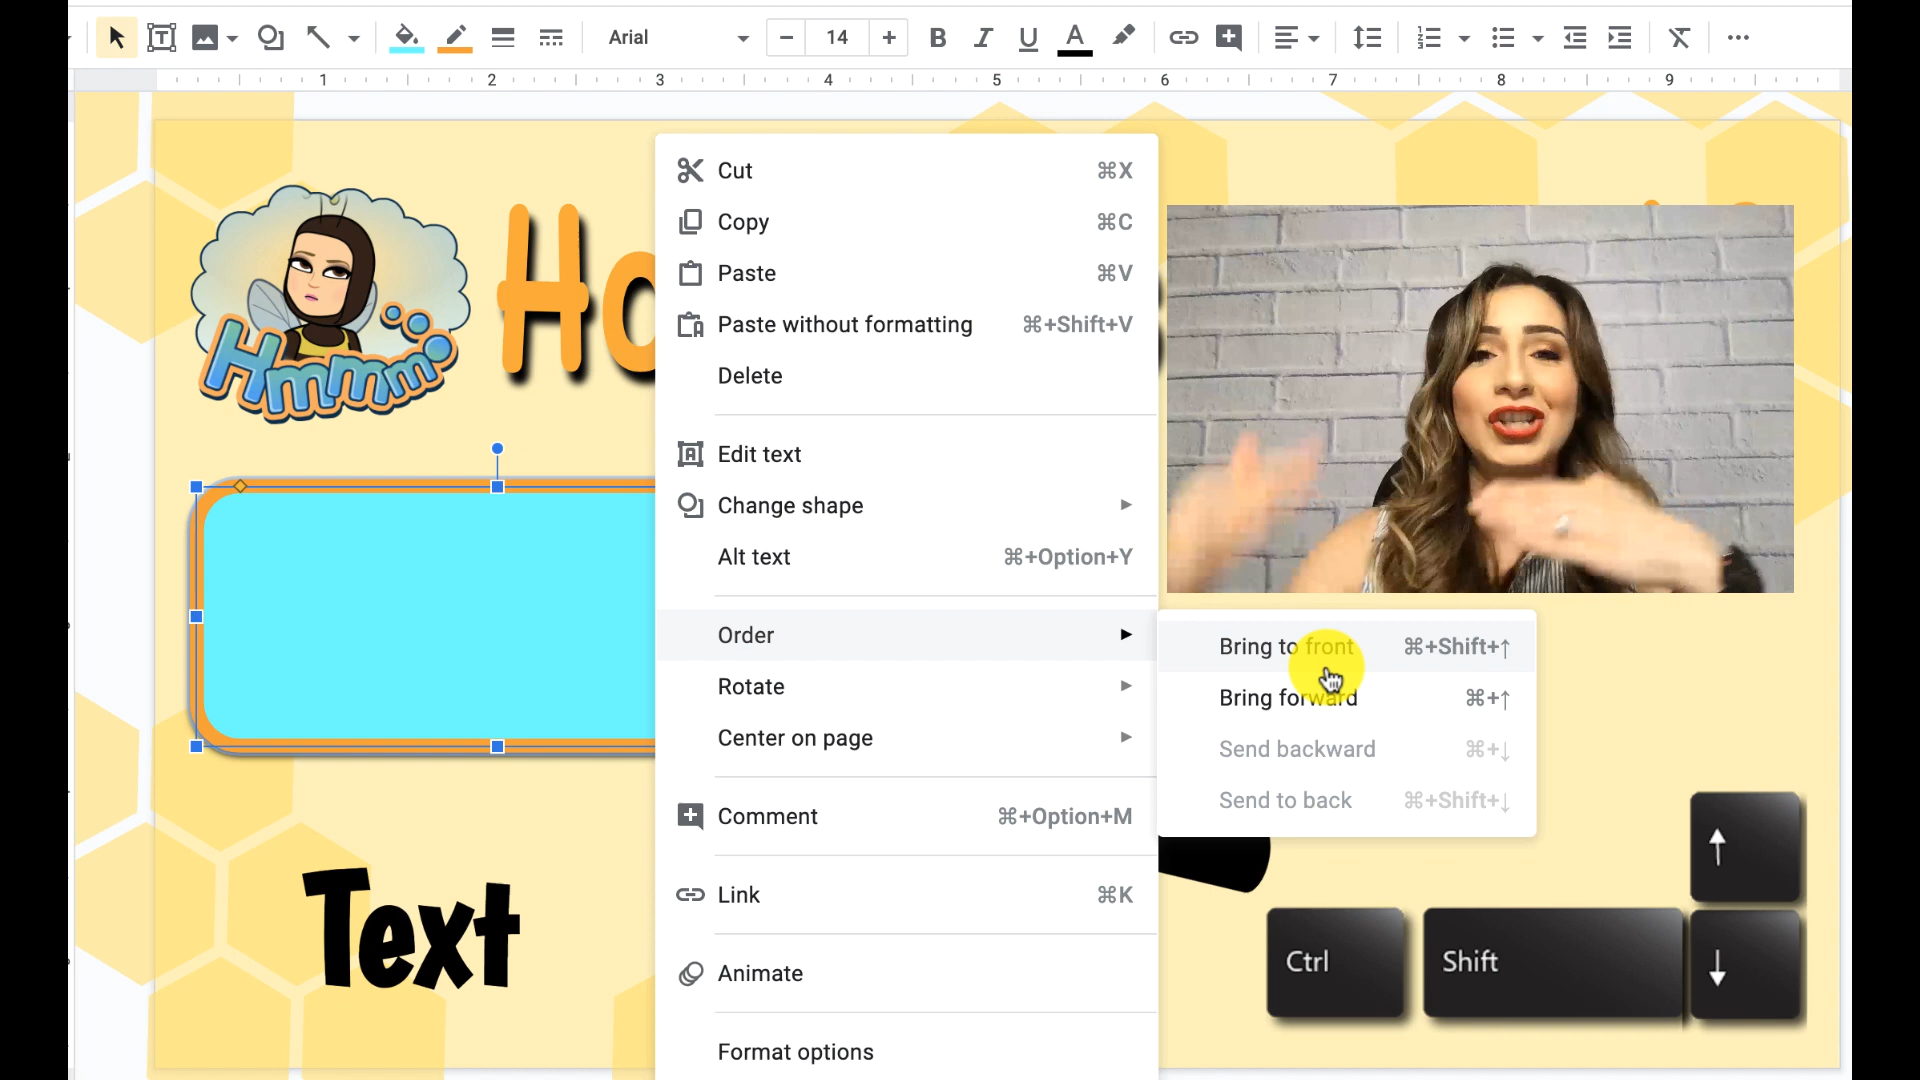 Arial
14
B I U A
1 2 3 4 5 6 7 8 9
Cut ⌘X
Copy ⌘C
Paste ⌘V
Paste without formatting ⌘+Shift+V
Delete
Hmmm
Ho
Edit text
Change shape
Alt text ⌘+Option+Y
Order
Bring to front ⌘+Shift+↑
Rotate
Bring forward ⌘+↑
Center on page
Send backward ⌘+↓
Send to back ⌘+Shift+↓
Comment ⌘+Option+M
Link ⌘K
Text
Animate
Ctrl Shift
Format options